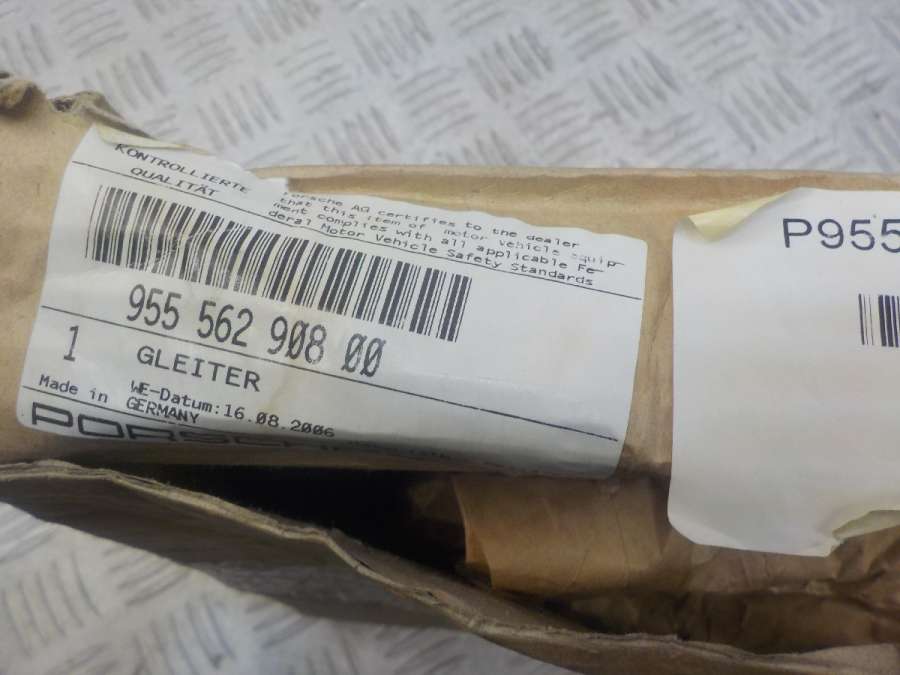 KONTROLLIERTE
QUALITÄT
Porsche AG certifies to the dealer
that this item of motor vehicle equip-
ment complies with all applicable Fe-
deral Motor Vehicle Safety Standards
955 562 908 00
1 GLEITER
WE-Datum:16.08.2006
Made in GERMANY
PORSCHE
P955